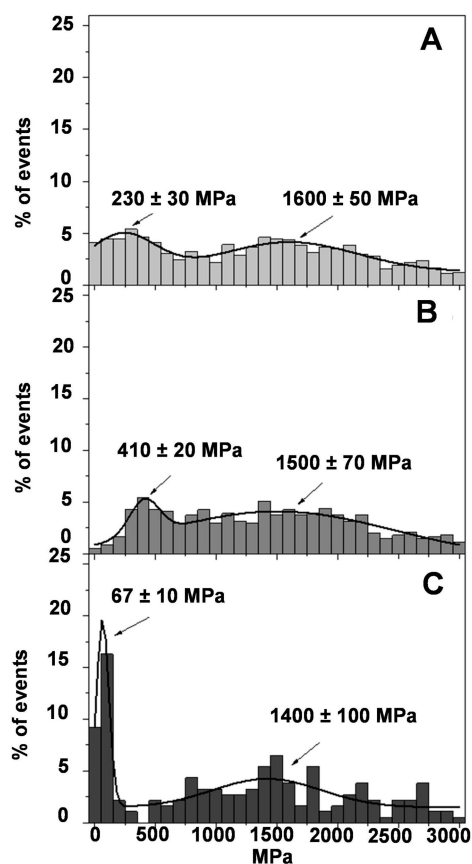 A
25
20
15
10
5
0
% of events
230 ± 30 MPa
1600 ± 50 MPa
B
25
20
15
10
5
0
% of events
410 ± 20 MPa
1500 ± 70 MPa
C
25
20
15
10
5
0
% of events
67 ± 10 MPa
1400 ± 100 MPa
0 500 1000 1500 2000 2500 3000
MPa